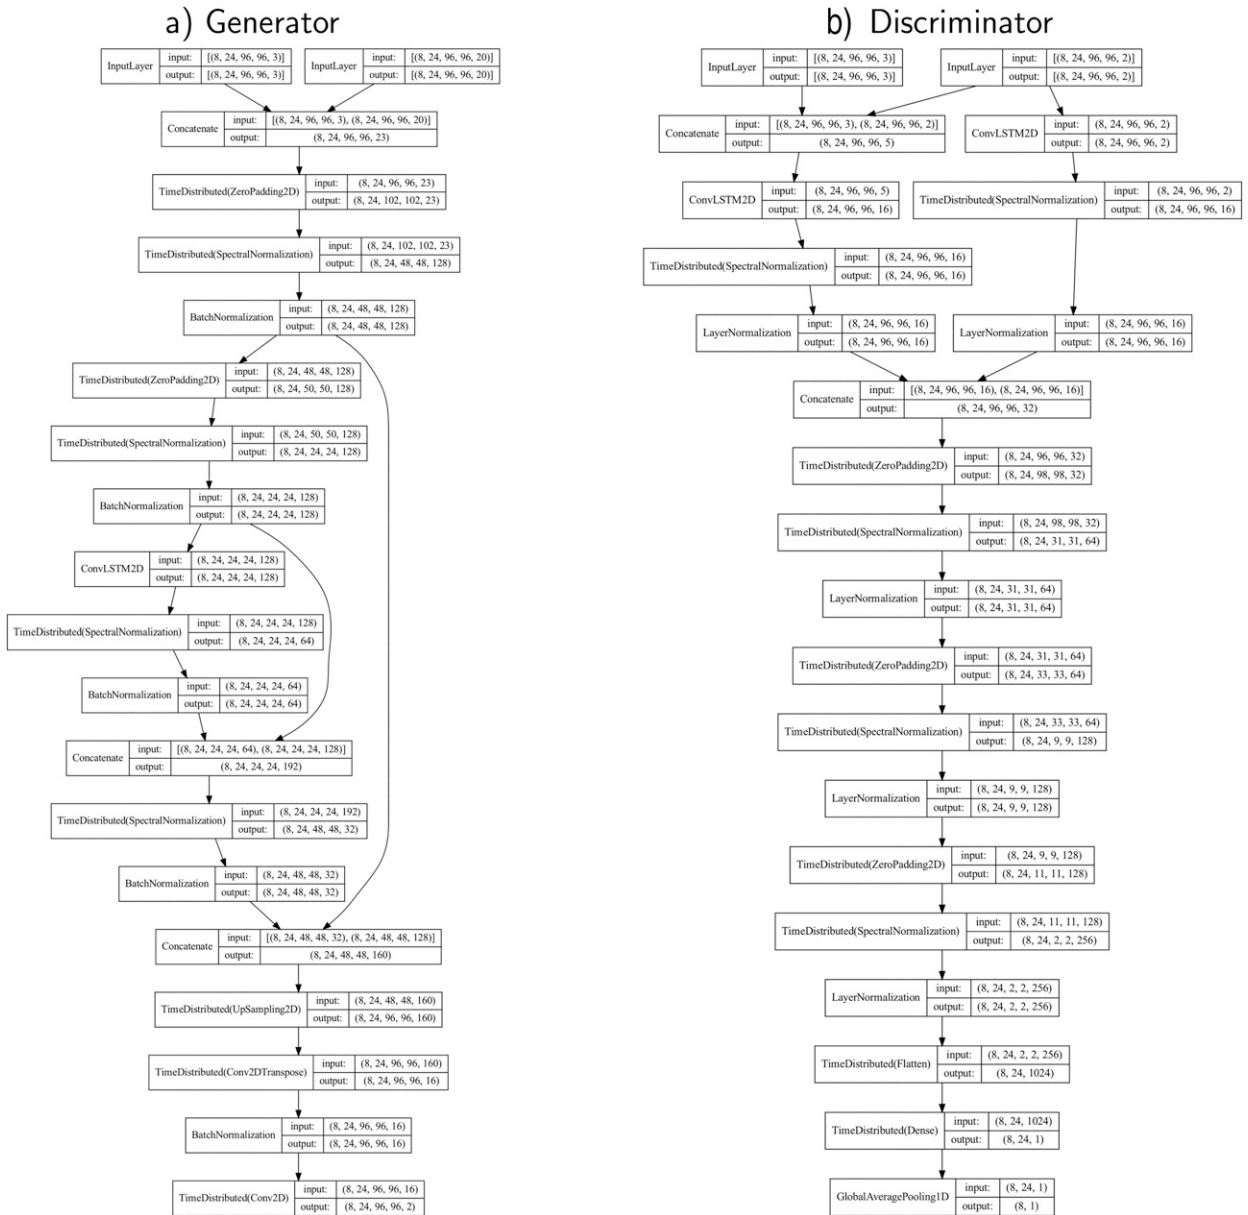 a) Generator
InputLayer input: [(8, 24, 96, 96, 3)]
output: [(8, 24, 96, 96, 3)]
InputLayer input: [(8, 24, 96, 96, 20)]
output: [(8, 24, 96, 96, 20)]
Concatenate input: [(8, 24, 96, 96, 3), (8, 24, 96, 96, 20)]
output: (8, 24, 96, 96, 23)
TimeDistributed(ZeroPadding2D) input: (8, 24, 96, 96, 23)
output: (8, 24, 102, 102, 23)
TimeDistributed(SpectralNormalization) input: (8, 24, 102, 102, 23)
output: (8, 24, 48, 48, 128)
BatchNormalization input: (8, 24, 48, 48, 128)
output: (8, 24, 48, 48, 128)
TimeDistributed(ZeroPadding2D) input: (8, 24, 48, 48, 128)
output: (8, 24, 50, 50, 128)
TimeDistributed(SpectralNormalization) input: (8, 24, 50, 50, 128)
output: (8, 24, 24, 24, 128)
BatchNormalization input: (8, 24, 24, 24, 128)
output: (8, 24, 24, 24, 128)
ConvLSTM2D input: (8, 24, 24, 24, 128)
output: (8, 24, 24, 24, 128)
TimeDistributed(SpectralNormalization) input: (8, 24, 24, 24, 128)
output: (8, 24, 24, 24, 64)
BatchNormalization input: (8, 24, 24, 24, 64)
output: (8, 24, 24, 24, 64)
Concatenate input: [(8, 24, 24, 24, 64), (8, 24, 24, 24, 128)]
output: (8, 24, 24, 24, 192)
TimeDistributed(SpectralNormalization) input: (8, 24, 24, 24, 192)
output: (8, 24, 48, 48, 32)
BatchNormalization input: (8, 24, 48, 48, 32)
output: (8, 24, 48, 48, 32)
Concatenate input: [(8, 24, 48, 48, 32), (8, 24, 48, 48, 128)]
output: (8, 24, 48, 48, 160)
TimeDistributed(UpSampling2D) input: (8, 24, 48, 48, 160)
output: (8, 24, 96, 96, 160)
TimeDistributed(Conv2DTranspose) input: (8, 24, 96, 96, 160)
output: (8, 24, 96, 96, 16)
BatchNormalization input: (8, 24, 96, 96, 16)
output: (8, 24, 96, 96, 16)
TimeDistributed(Conv2D) input: (8, 24, 96, 96, 16)
output: (8, 24, 96, 96, 2)
b) Discriminator
InputLayer input: [(8, 24, 96, 96, 3)]
output: [(8, 24, 96, 96, 3)]
InputLayer input: [(8, 24, 96, 96, 2)]
output: [(8, 24, 96, 96, 2)]
Concatenate input: [(8, 24, 96, 96, 3), (8, 24, 96, 96, 2)]
output: (8, 24, 96, 96, 5)
ConvLSTM2D input: (8, 24, 96, 96, 2)
output: (8, 24, 96, 96, 2)
ConvLSTM2D input: (8, 24, 96, 96, 5)
output: (8, 24, 96, 96, 16)
TimeDistributed(SpectralNormalization) input: (8, 24, 96, 96, 2)
output: (8, 24, 96, 96, 16)
TimeDistributed(SpectralNormalization) input: (8, 24, 96, 96, 16)
output: (8, 24, 96, 96, 16)
LayerNormalization input: (8, 24, 96, 96, 16)
output: (8, 24, 96, 96, 16)
LayerNormalization input: (8, 24, 96, 96, 16)
output: (8, 24, 96, 96, 16)
Concatenate input: [(8, 24, 96, 96, 16), (8, 24, 96, 96, 16)]
output: (8, 24, 96, 96, 32)
TimeDistributed(ZeroPadding2D) input: (8, 24, 96, 96, 32)
output: (8, 24, 98, 98, 32)
TimeDistributed(SpectralNormalization) input: (8, 24, 98, 98, 32)
output: (8, 24, 31, 31, 64)
LayerNormalization input: (8, 24, 31, 31, 64)
output: (8, 24, 31, 31, 64)
TimeDistributed(ZeroPadding2D) input: (8, 24, 31, 31, 64)
output: (8, 24, 33, 33, 64)
TimeDistributed(SpectralNormalization) input: (8, 24, 33, 33, 64)
output: (8, 24, 9, 9, 128)
LayerNormalization input: (8, 24, 9, 9, 128)
output: (8, 24, 9, 9, 128)
TimeDistributed(ZeroPadding2D) input: (8, 24, 9, 9, 128)
output: (8, 24, 11, 11, 128)
TimeDistributed(SpectralNormalization) input: (8, 24, 11, 11, 128)
output: (8, 24, 2, 2, 256)
LayerNormalization input: (8, 24, 2, 2, 256)
output: (8, 24, 2, 2, 256)
TimeDistributed(Flatten) input: (8, 24, 2, 2, 256)
output: (8, 24, 1024)
TimeDistributed(Dense) input: (8, 24, 1024)
output: (8, 24, 1)
GlobalAveragePooling1D input: (8, 24, 1)
output: (8, 1)